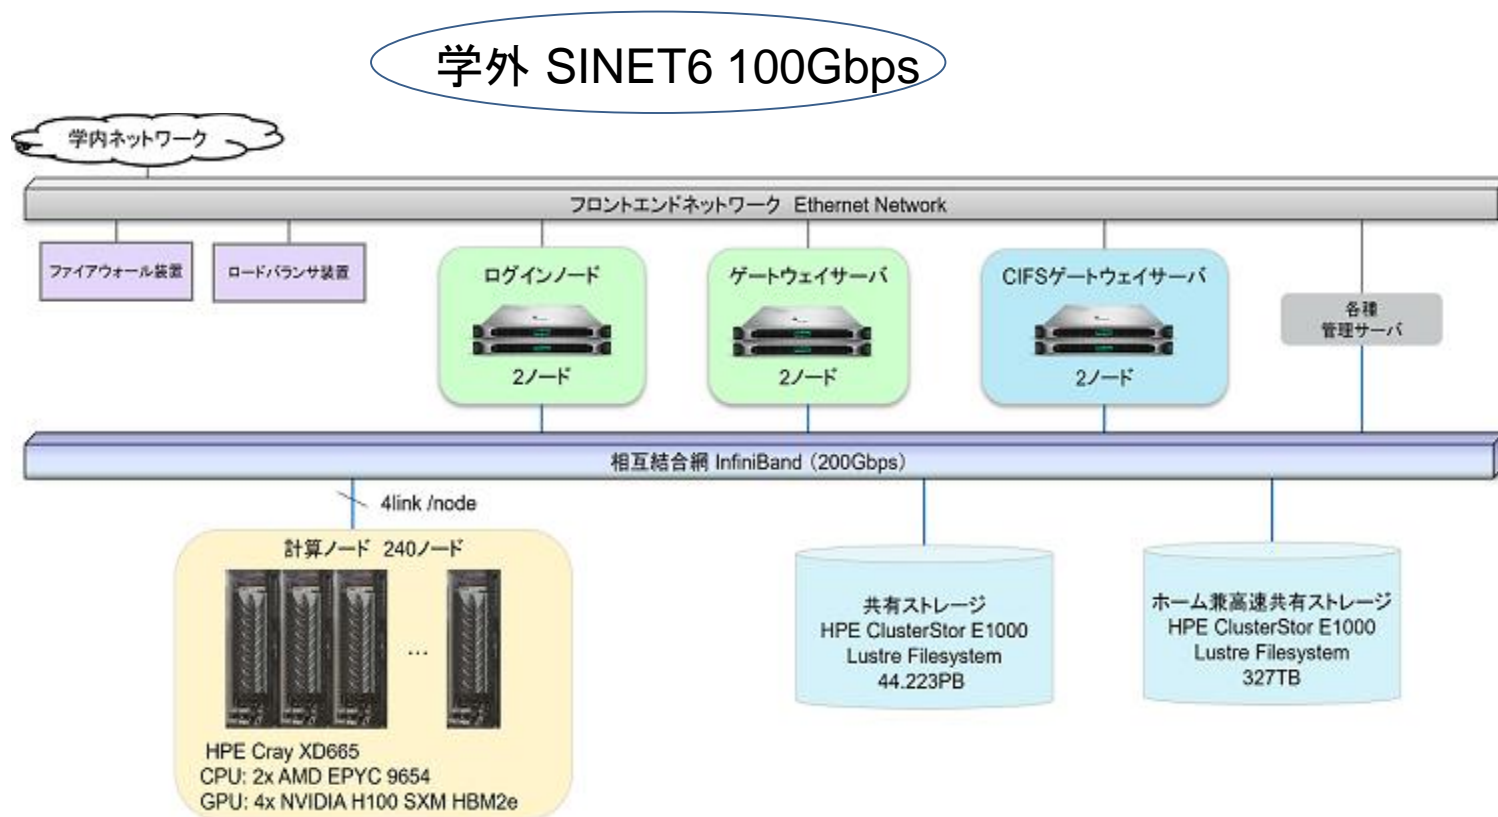 学外 SINET6 100Gbps
学内ネットワーク
フロントエンドネットワーク Ethernet Network
ファイアウォール装置
ロードバランサ装置
ログインノード
2ノード
ゲートウェイサーバ
2ノード
CIFSゲートウェイサーバ
2ノード
各種
管理サーバ
相互結合網 InfiniBand (200Gbps)
4link /node
計算ノード 240ノード
...
HPE Cray XD665
CPU: 2x AMD EPYC 9654
GPU: 4x NVIDIA H100 SXM HBM2e
共有ストレージ
HPE ClusterStor E1000
Lustre Filesystem
44.223PB
ホーム兼高速共有ストレージ
HPE ClusterStor E1000
Lustre Filesystem
327TB